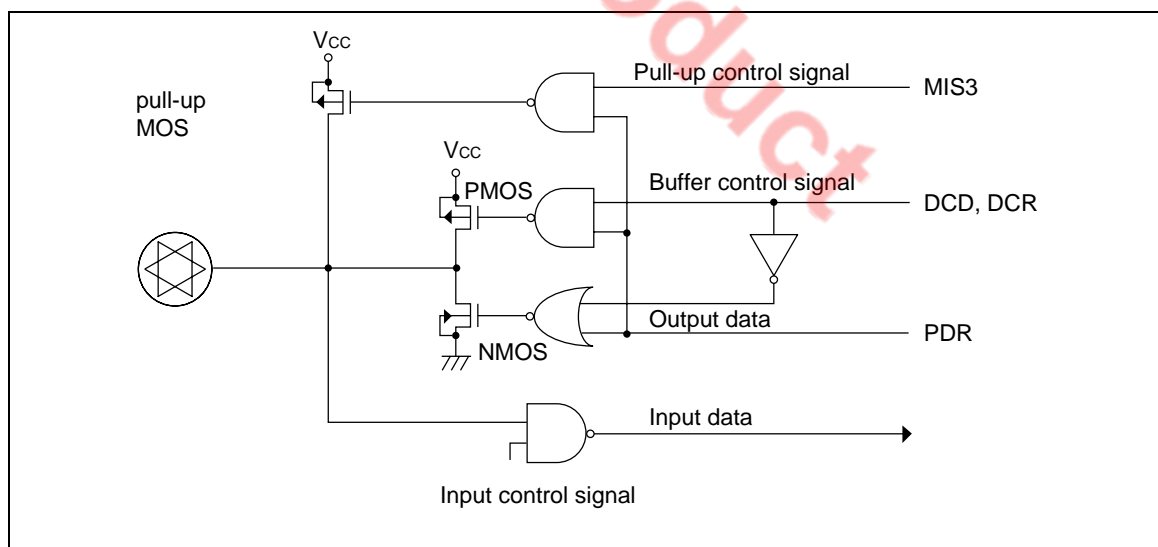 VCC
Pull-up control signal
MIS3
pull-up
MOS
VCC
PMOS
Buffer control signal
DCD, DCR
Output data
PDR
NMOS
Input data
Input control signal